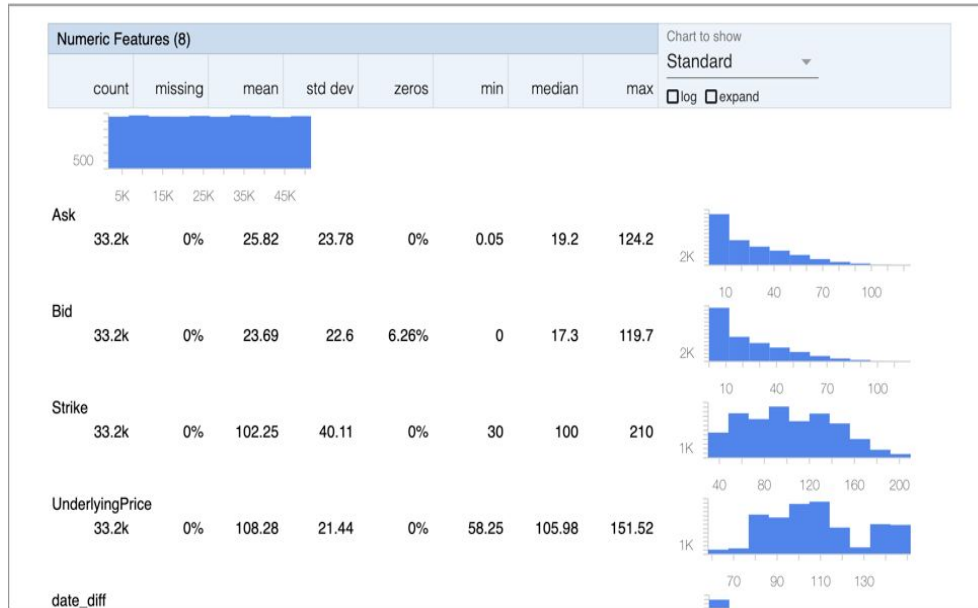 Numeric Features (8)
Chart to show
Standard
count missing mean std dev zeros min median max
log expand
500
5K 15K 25K 35K 45K
Ask
33.2k 0% 25.82 23.78 0% 0.05 19.2 124.2
2K
10 40 70 100
Bid
33.2k 0% 23.69 22.6 6.26% 0 17.3 119.7
2K
10 40 70 100
Strike
33.2k 0% 102.25 40.11 0% 30 100 210
1K
40 80 120 160 200
UnderlyingPrice
33.2k 0% 108.28 21.44 0% 58.25 105.98 151.52
1K
70 90 110 130
date_diff